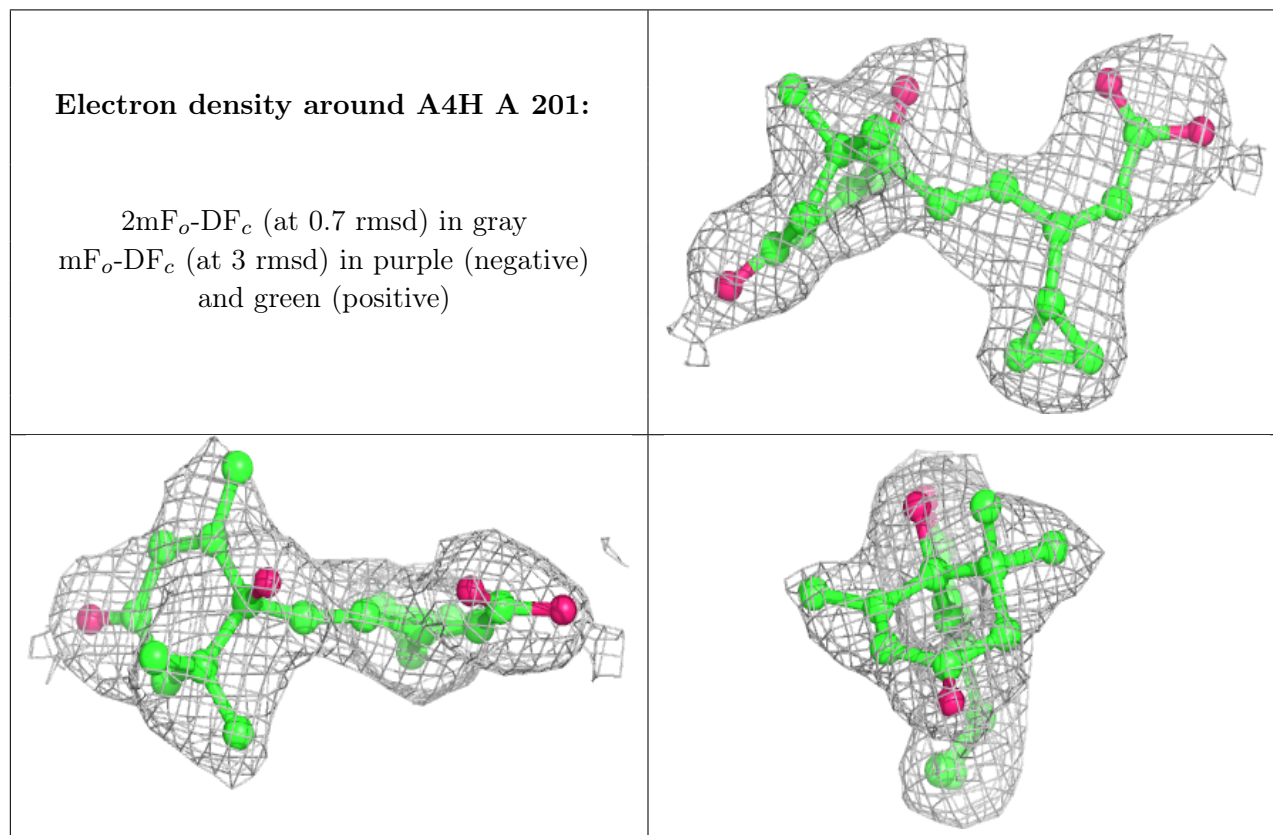 Electron density around A4H A 201:
2mFo-DFc (at 0.7 rmsd) in gray
mFo-DFc (at 3 rmsd) in purple (negative)
and green (positive)